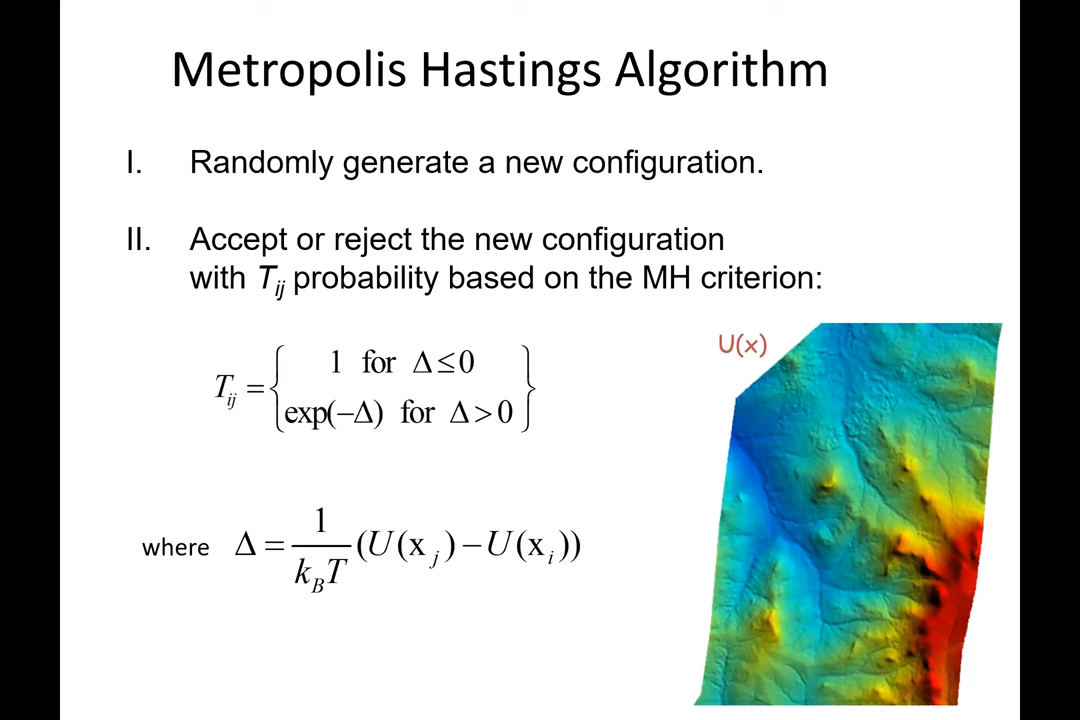 Metropolis Hastings Algorithm
I. Randomly generate a new configuration.
II. Accept or reject the new configuration
with Tij probability based on the MH criterion:
U(x)
Tij = { 1 for Δ≤0
exp(−Δ) for Δ>0 }
where Δ = 1/kBT (U(xj)−U(xi))